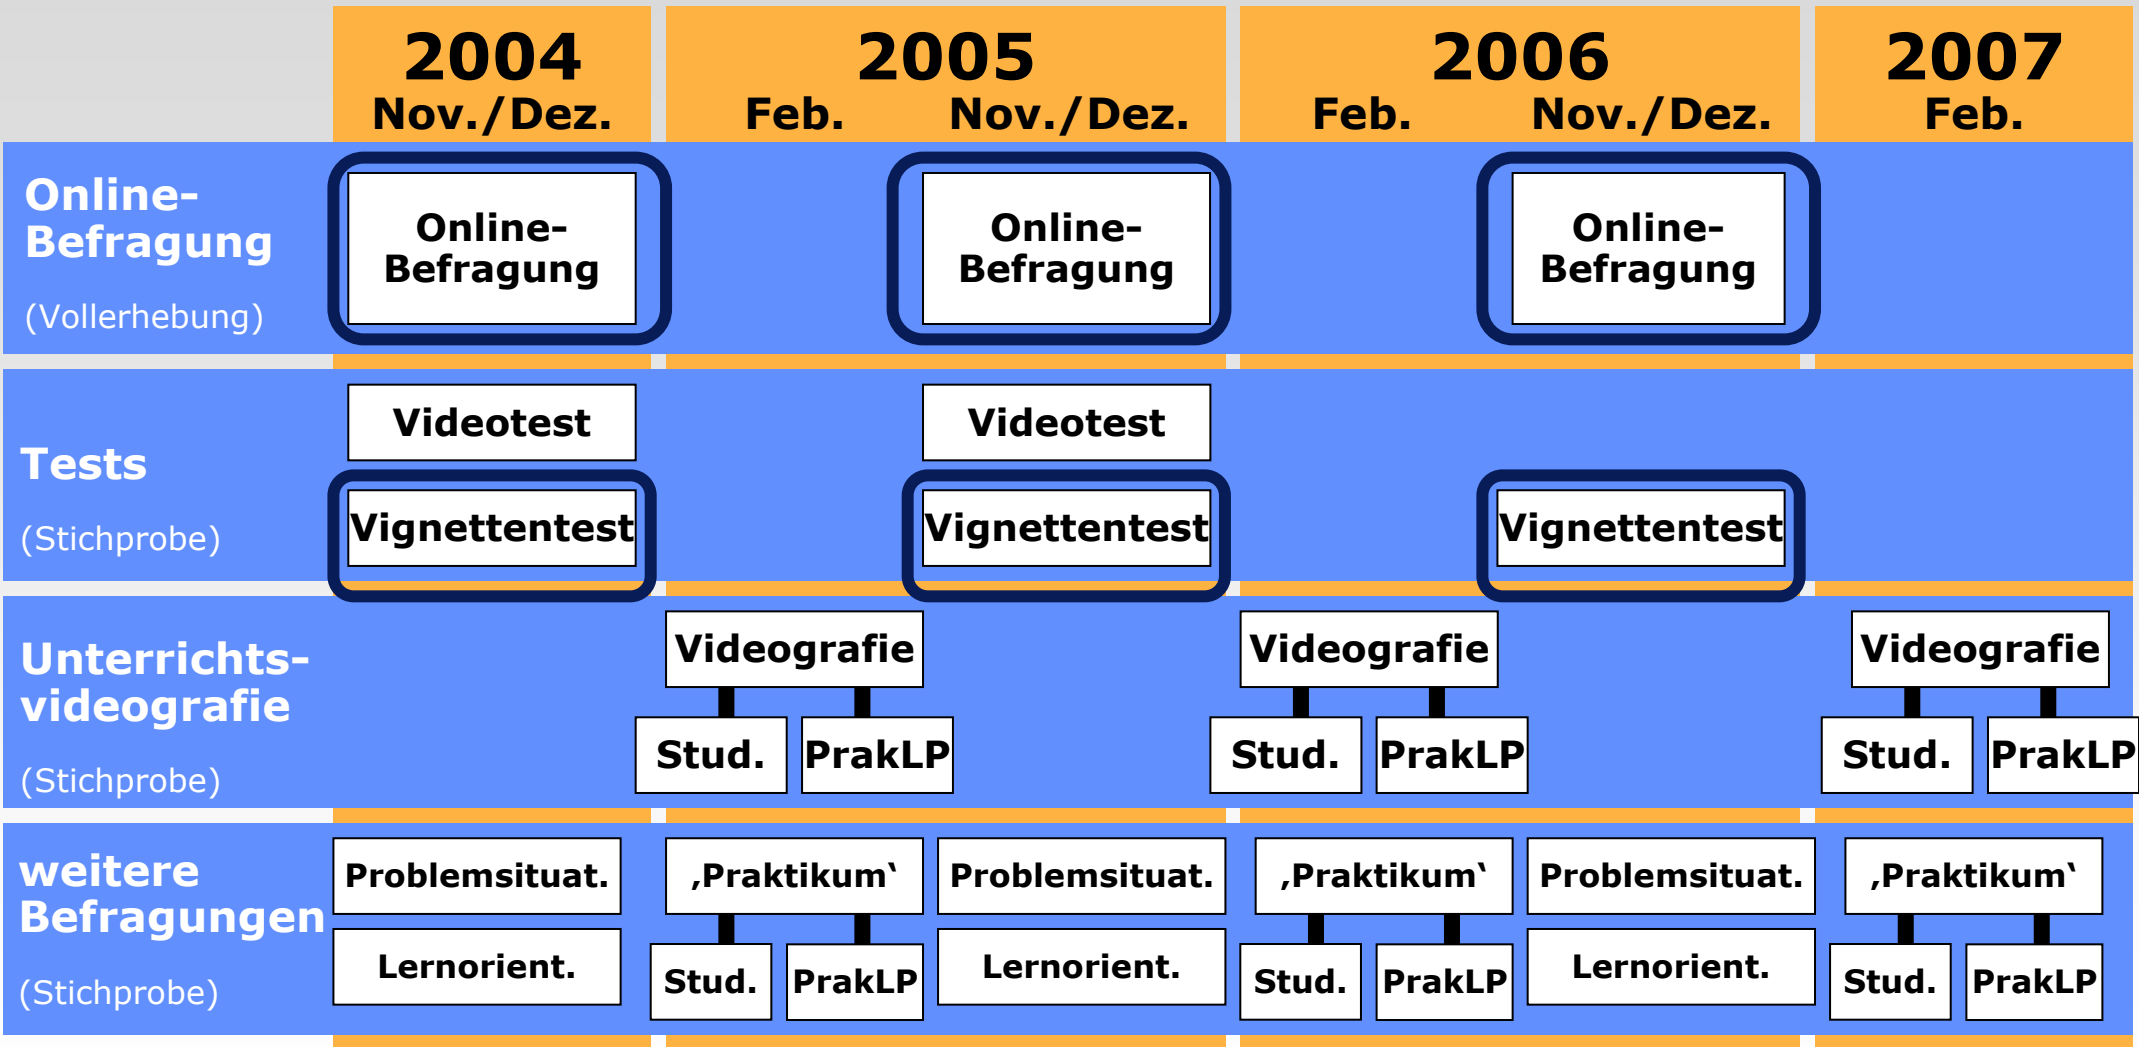 2004
2005
2006
2007
Nov./Dez.
Feb.
Nov./Dez.
Feb.
Nov./Dez.
Feb.
Online-
Befragung
(Vollerhebung)
Online-
Befragung
Online-
Befragung
Online-
Befragung
Tests
(Stichprobe)
Videotest
Videotest
Vignettentest
Vignettentest
Vignettentest
Unterrichts-
videografie
(Stichprobe)
Videografie
Videografie
Videografie
Stud.
PrakLP
Stud.
PrakLP
Stud.
PrakLP
weitere
Befragungen
(Stichprobe)
Problemsituat.
‚Praktikum‛
Problemsituat.
‚Praktikum‛
Problemsituat.
‚Praktikum‛
Lernorient.
Stud.
PrakLP
Lernorient.
Stud.
PrakLP
Lernorient.
Stud.
PrakLP